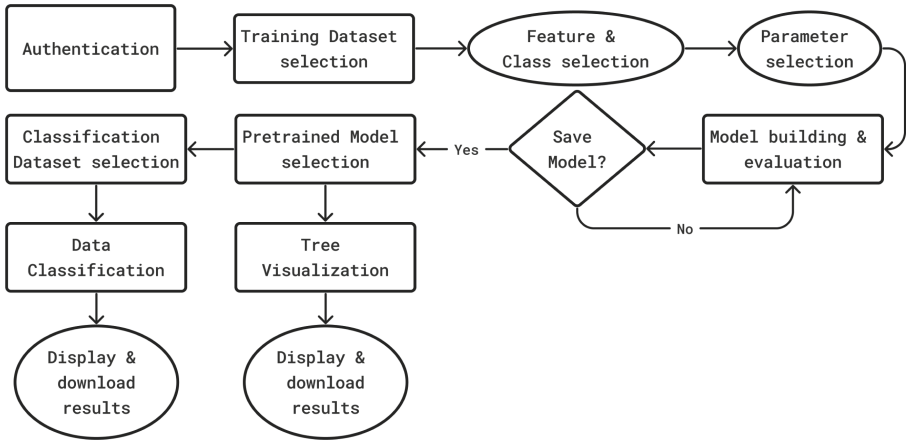 Authentication
Training Dataset
selection
Feature &
Class selection
Parameter
selection
Classification
Dataset selection
Pretrained Model
selection
Yes
Save
Model?
Model building &
evaluation
No
Data
Classification
Tree
Visualization
Display &
download
results
Display &
download
results